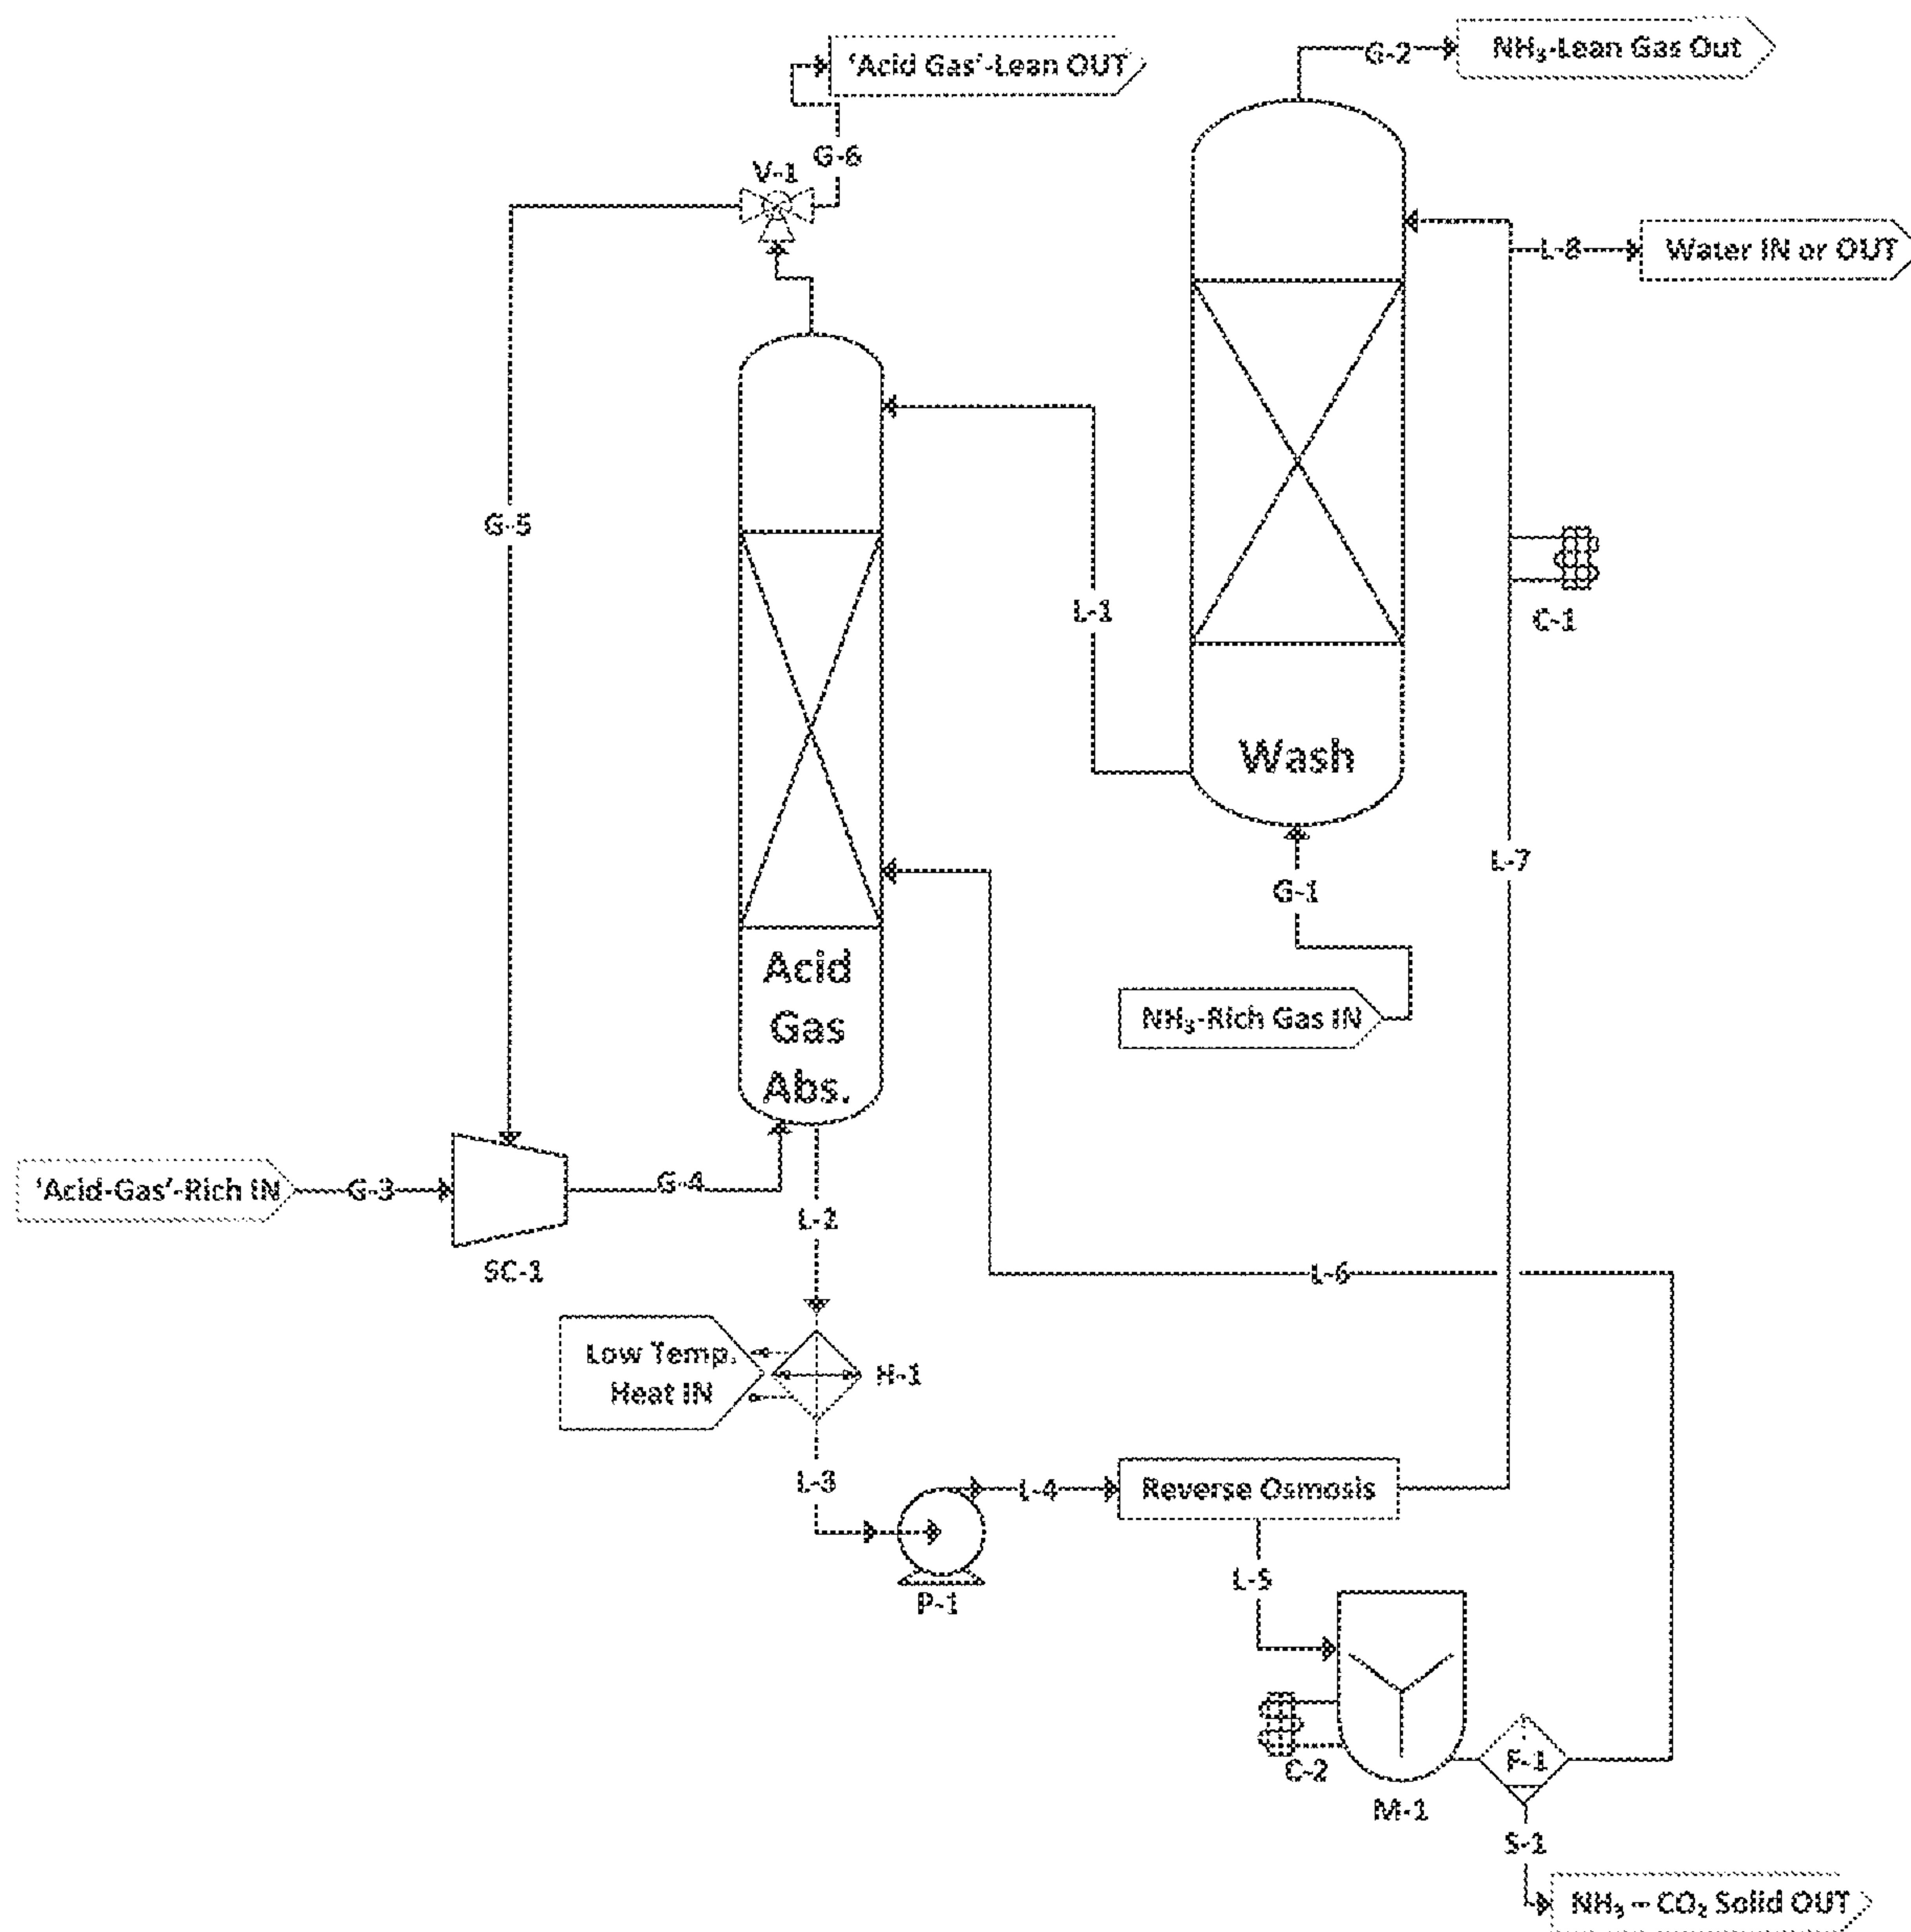 'Acid Gas'-Lean OUT
G-2
NH₃-Lean Gas Out
G-6
V-1
L-8
Water IN or OUT
G-5
L-1
C-1
Wash
L-7
G-1
Acid
Gas
Abs.
NH₃-Rich Gas IN
'Acid-Gas'-Rich IN
G-3
G-4
L-2
SC-1
L-6
Low Temp.
Heat IN
H-1
L-3
L-4
Reverse Osmosis
P-1
L-5
C-2
F-1
M-1
S-1
NH₃ – CO₂ Solid OUT